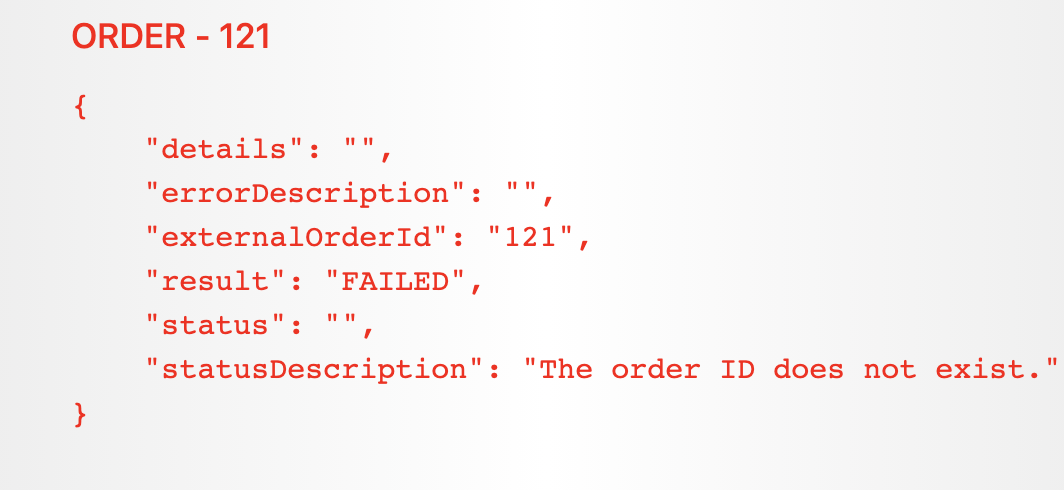 ORDER - 121
{
"details": "",
"errorDescription": "",
"externalOrderId": "121",
"result": "FAILED",
"status": "",
"statusDescription": "The order ID does not exist."
}